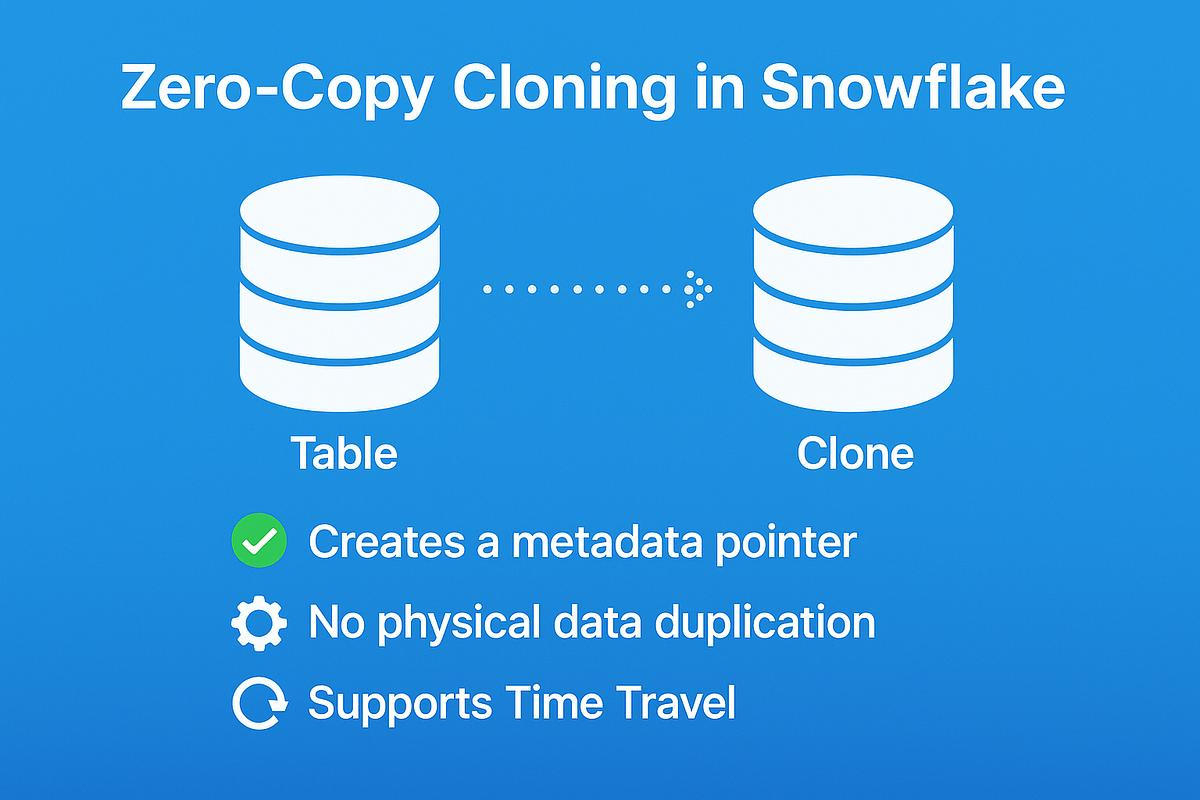 Zero-Copy Cloning in Snowflake
Table
Clone
Creates a metadata pointer
No physical data duplication
Supports Time Travel